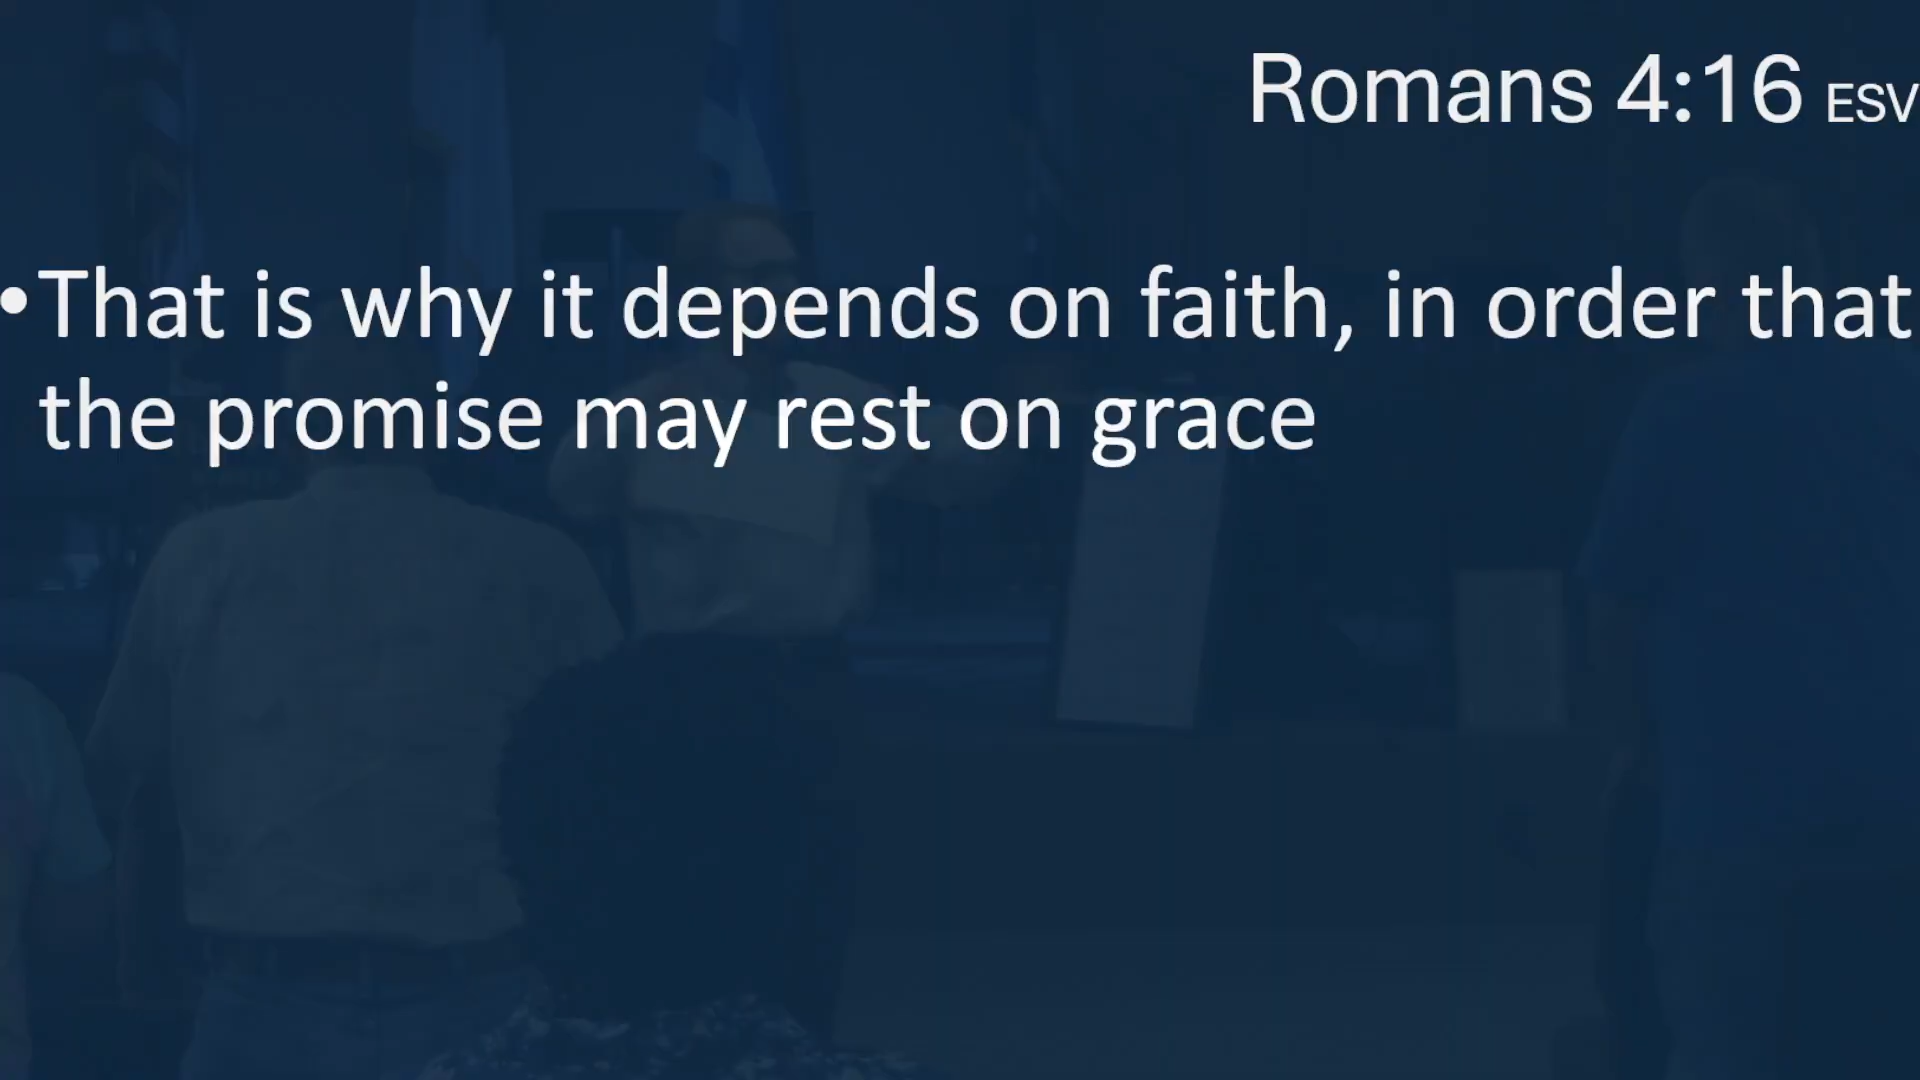 Romans 4:16 ESV
•That is why it depends on faith, in order that
the promise may rest on grace